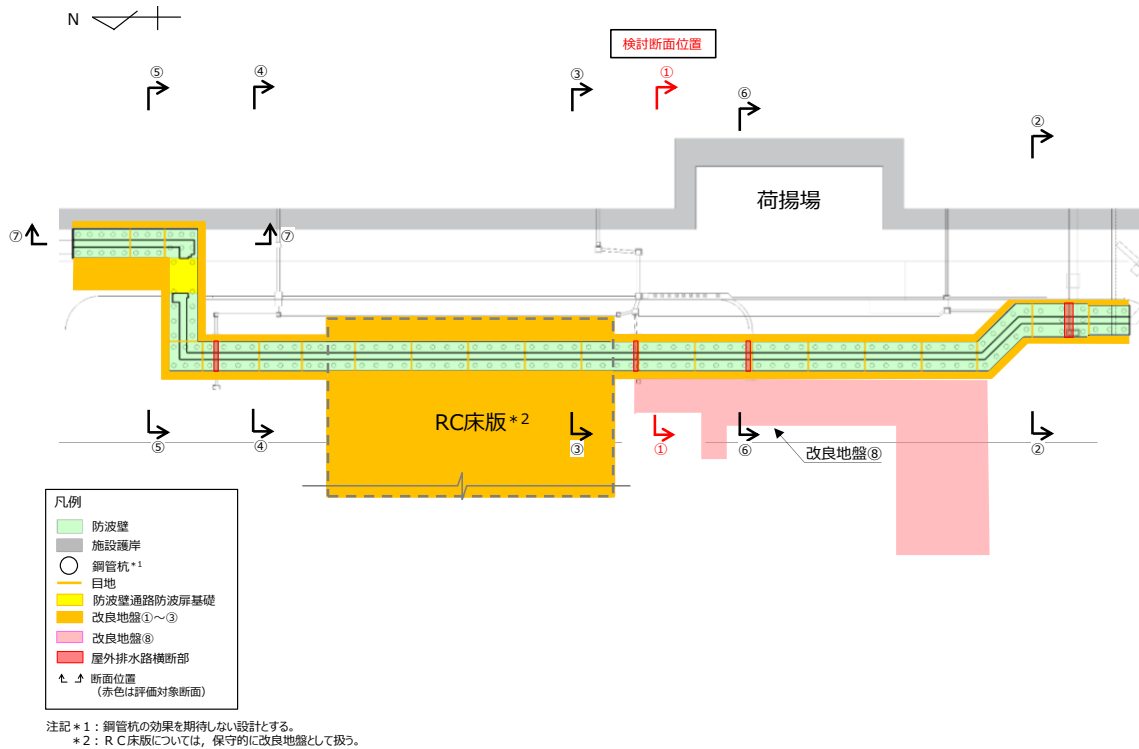 N
検討断面位置
⑤
④
③
①
⑥
②
荷揚場
⑦
⑦
RC床版*2
改良地盤⑧
⑤
④
③
①
⑥
②
凡例
防波壁
施設護岸
鋼管杭*1
目地
防波壁通路防波扉基礎
改良地盤①~③
改良地盤⑧
屋外排水路横断部
断面位置
(赤色は評価対象断面)
注記*1:鋼管杭の効果を期待しない設計とする。
*2:RC床版については,保守的に改良地盤として扱う。